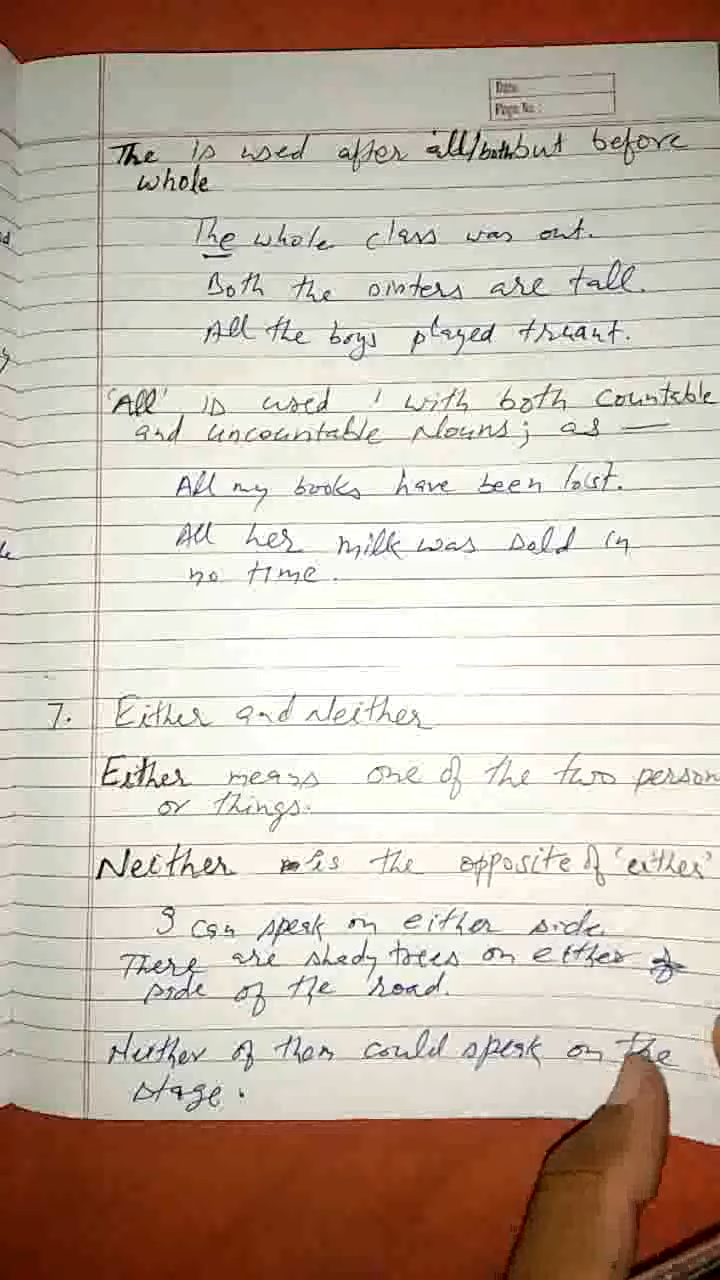 Date
Page No :
The is used after all/both but before
whole
The whole class was out.
Both the sisters are tall.
All the boys played truant.
'All' is used with both countable
and uncountable Nouns; as —
All my books have been lost.
All her milk was sold in
no time.
7. Either and Neither
Either means one of the two person
or things.
Neither is the opposite of 'either'
I can speak on either side.
There are shady trees on either
side of the road.
Neither of them could speak on the
stage.